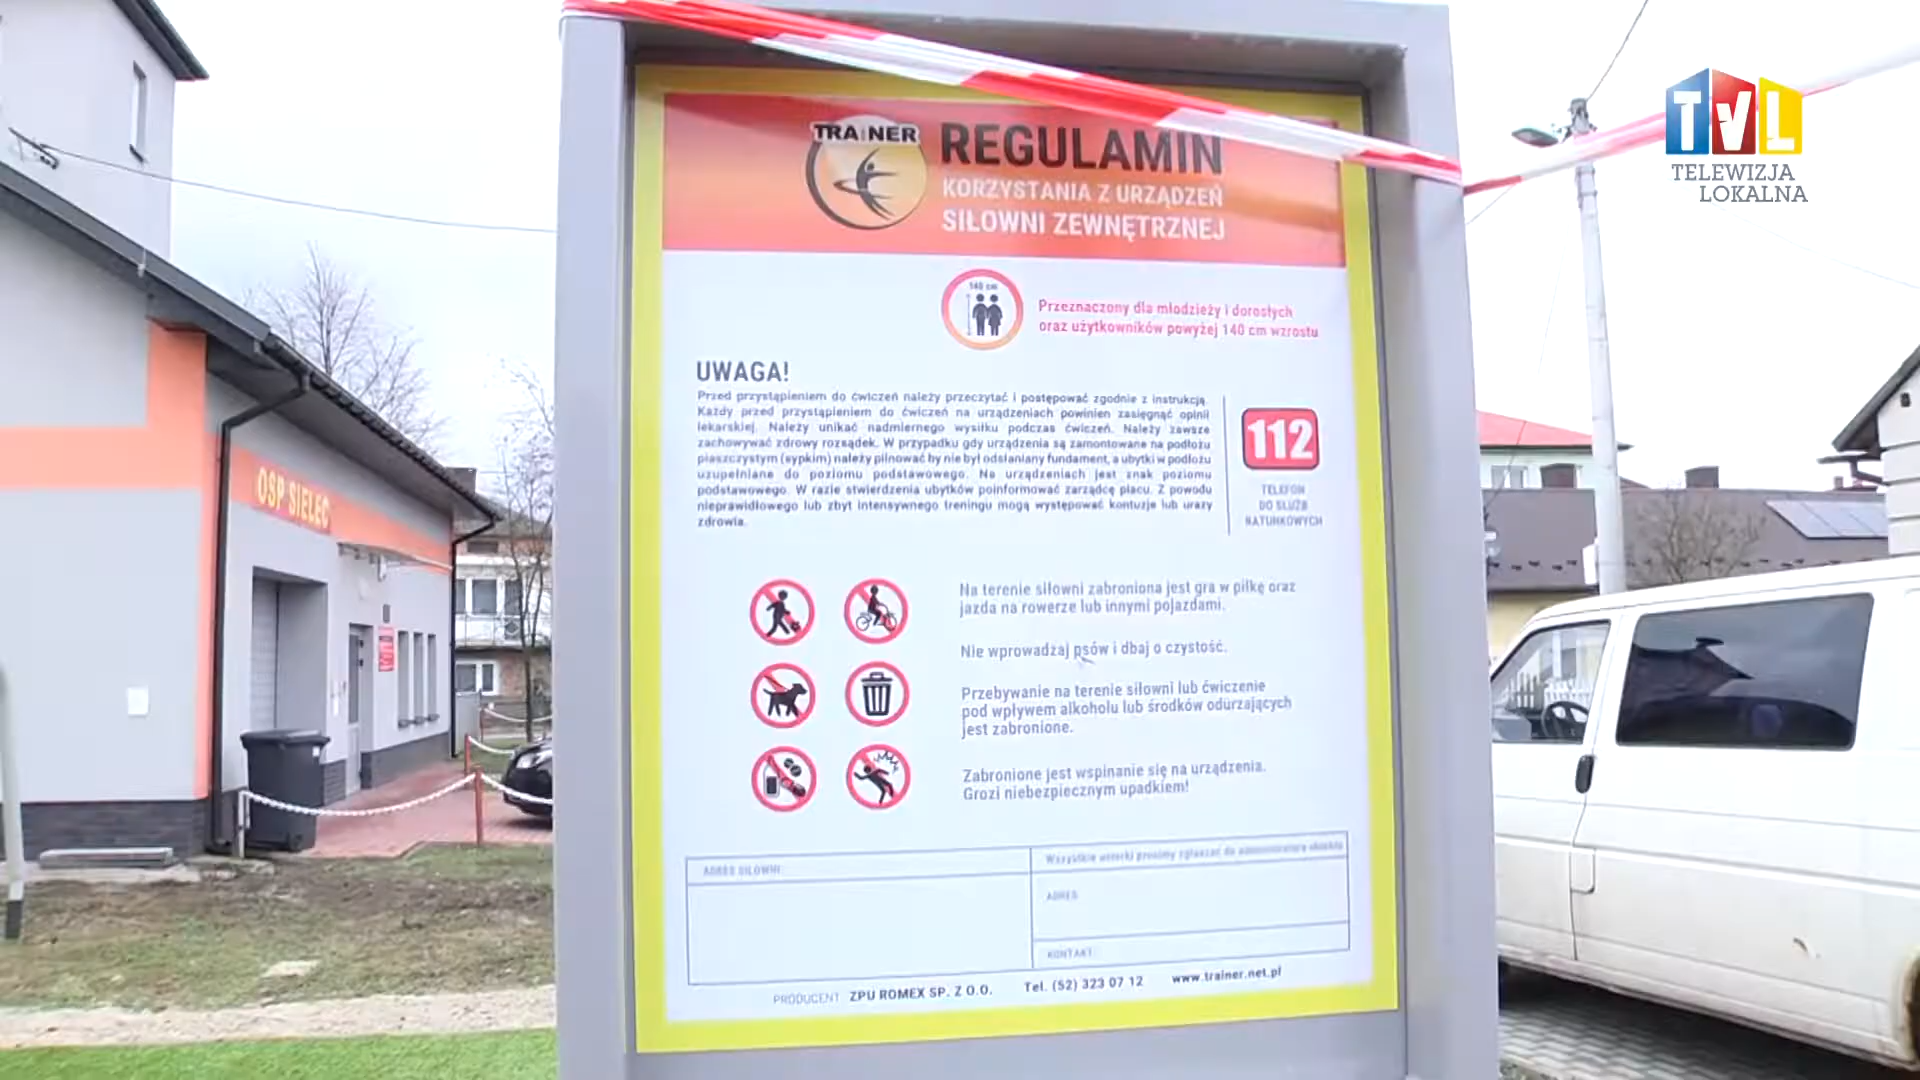 TRAINER
REGULAMIN
KORZYSTANIA Z URZĄDZEŃ
SIŁOWNI ZEWNĘTRZNEJ
TVL
TELEWIZJA
LOKALNA
140 cm
Przeznaczony dla młodzieży i dorosłych
oraz użytkowników powyżej 140 cm wzrostu
UWAGA!
Przed przystąpieniem do ćwiczeń należy przeczytać i postępować zgodnie z instrukcją.
Każdy przed przystąpieniem do ćwiczeń na urządzeniach powinien zasięgnąć opinii
lekarskiej. Należy unikać nadmiernego wysiłku podczas ćwiczeń. Należy zawsze
zachowywać zdrowy rozsądek. W przypadku gdy urządzenia są zamontowane na podłożu
piaszczystym (sypkim) należy pilnować by nie był odsłaniany fundament, a ubytki w podłożu
uzupełniane do poziomu podstawowego. Na urządzeniach jest znak poziomu
podstawowego. W razie stwierdzenia ubytków poinformować zarządcę placu. Z powodu
nieprawidłowego lub zbyt intensywnego treningu mogą występować kontuzje lub urazy
zdrowia.
112
TELEFON
DO SŁUŻB
RATUNKOWYCH
OSP SIELEC
Na terenie siłowni zabroniona jest gra w piłkę oraz
jazda na rowerze lub innymi pojazdami.
Nie wprowadzaj psów i dbaj o czystość.
Przebywanie na terenie siłowni lub ćwiczenie
pod wpływem alkoholu lub środków odurzających
jest zabronione.
Zabronione jest wspinanie się na urządzenia.
Grozi niebezpiecznym upadkiem!
ADRES SIŁOWNI
Wszystkie usterki prosimy zgłaszać do administratora obiektu
ADRES
KONTAKT
PRODUCENT ZPU ROMEX SP. Z O.O. Tel. (52) 323 07 12 www.trainer.net.pl